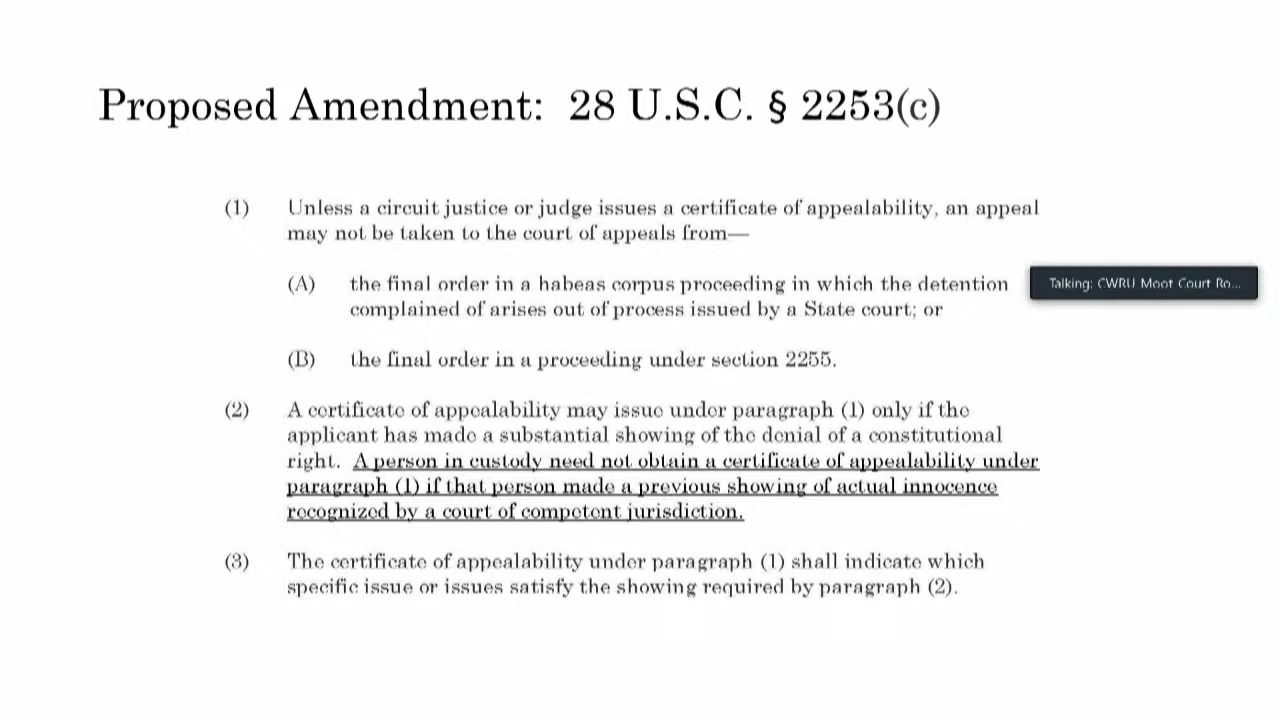 Proposed Amendment: 28 U.S.C. § 2253(c)
(1) Unless a circuit justice or judge issues a certificate of appealability, an appeal
may not be taken to the court of appeals from—
(A) the final order in a habeas corpus proceeding in which the detention
Talking: CWRU Moot Court Ro...
complained of arises out of process issued by a State court; or
(B) the final order in a proceeding under section 2255.
(2) A certificate of appealability may issue under paragraph (1) only if the
applicant has made a substantial showing of the denial of a constitutional
right. A person in custody need not obtain a certificate of appealability under
paragraph (1) if that person made a previous showing of actual innocence
recognized by a court of competent jurisdiction.
(3) The certificate of appealability under paragraph (1) shall indicate which
specific issue or issues satisfy the showing required by paragraph (2).